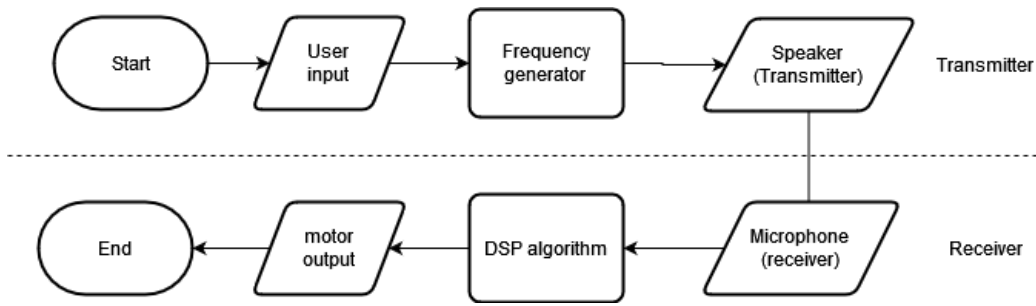 Start
User
input
Frequency
generator
Speaker
(Transmitter)
Transmitter
End
motor
output
DSP algorithm
Microphone
(receiver)
Receiver